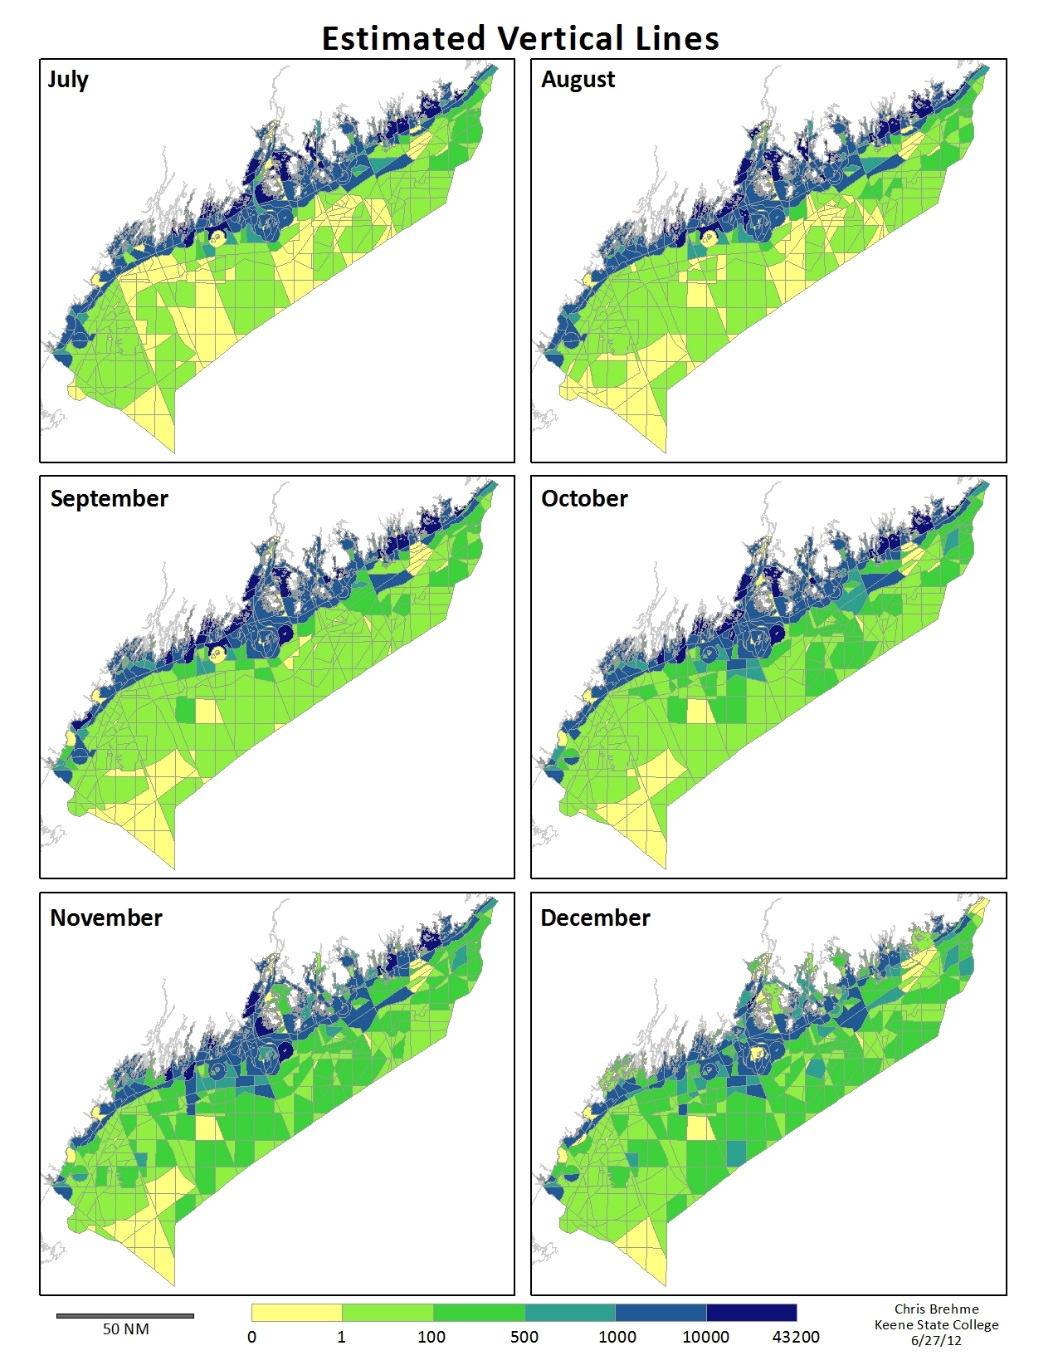 Estimated Vertical Lines
July
August
September
October
November
December
50 NM
0 1 100 500 1000 10000 43200
Chris Brehme
Keene State College
6/27/12